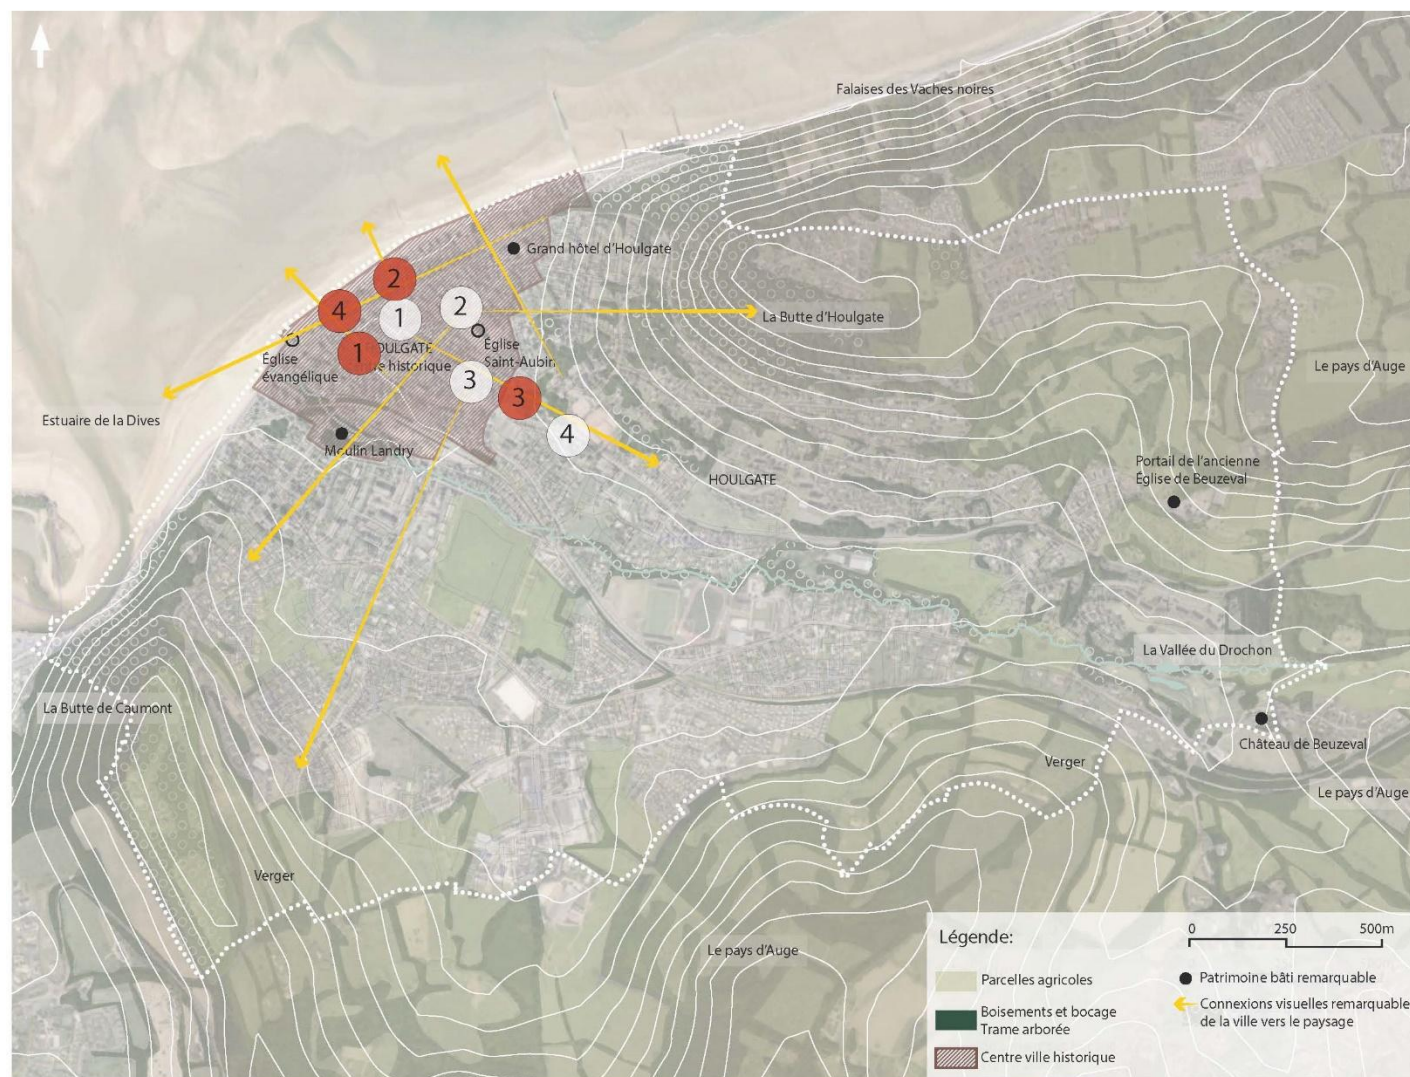 Falaises des Vaches noires
Grand hôtel d'Houlgate
2
4
1
2
La Butte d'Houlgate
Église
évangélique
1
HOULGATE
historique
Église
Saint-Aubin
3
3
4
Le pays d'Auge
Estuaire de la Dives
Moulin Landry
HOULGATE
Portail de l'ancienne
Église de Beuzeval
La Vallée du Drochon
La Butte de Caumont
Château de Beuzeval
Verger
Le pays d'Auge
Verger
Le pays d'Auge
Légende:
0 250 500m
Parcelles agricoles
Boisements et bocage
Trame arborée
Centre ville historique
Patrimoine bâti remarquable
Connexions visuelles remarquable
de la ville vers le paysage